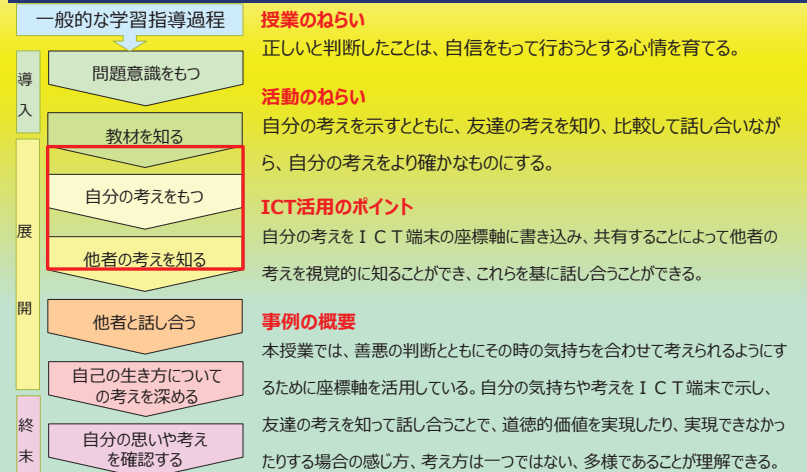 一般的な学習指導過程
導
入
問題意識をもつ
教材を知る
展
開
自分の考えをもつ
他者の考えを知る
他者と話し合う
自己の生き方について
の考えを深める
終
末
自分の思いや考え
を確認する
授業のねらい
正しいと判断したことは、自信をもって行おうとする心情を育てる。
活動のねらい
自分の考えを示すとともに、友達の考えを知り、比較して話し合いなが
ら、自分の考えをより確かなものにする。
ICT活用のポイント
自分の考えをＩＣＴ端末の座標軸に書き込み、共有することによって他者の
考えを視覚的に知ることができ、これらを基に話し合うことができる。
事例の概要
本授業では、善悪の判断とともにその時の気持ちを合わせて考えられるようにす
るために座標軸を活用している。自分の気持ちや考えをＩＣＴ端末で示し、
友達の考えを知って話し合うことで、道徳的価値を実現したり、実現できなかっ
たりする場合の感じ方、考え方は一つではない、多様であることが理解できる。